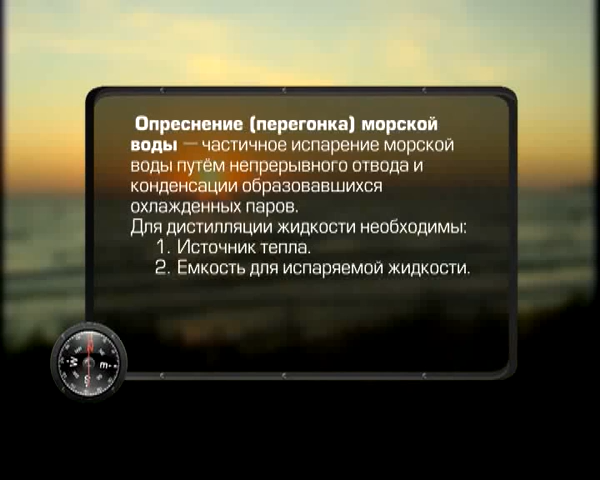 Опреснение (перегонка) морской
воды — частичное испарение морской
воды путём непрерывного отвода и
конденсации образовавшихся
охлажденных паров.
Для дистилляции жидкости необходимы:
1. Источник тепла.
2. Емкость для испаряемой жидкости.
W
E
S